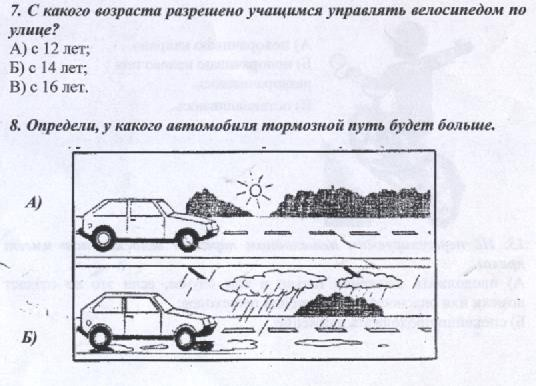 7. С какого возраста разрешено учащимся управлять велосипедом по
улице?
А) с 12 лет;
Б) с 14 лет;
В) с 16 лет.
8. Определи, у какого автомобиля тормозной путь будет больше.
А)
Б)